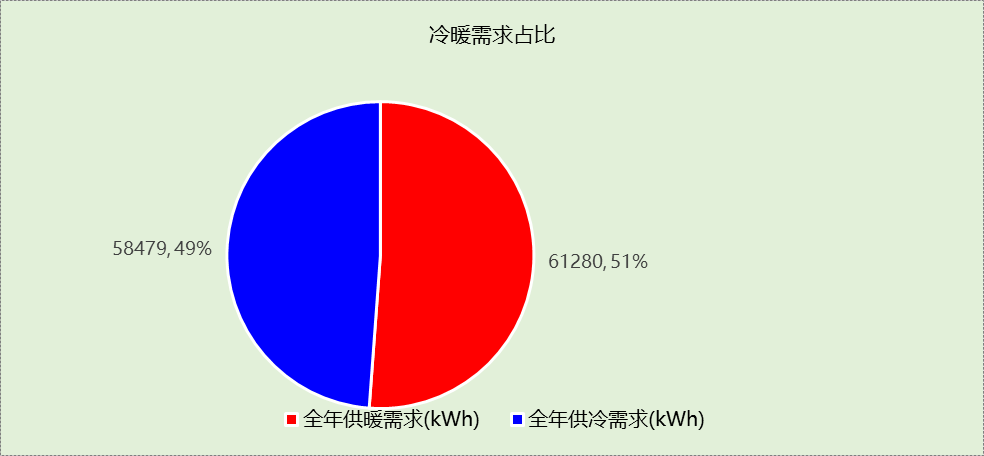 冷暖需求占比
58479, 49%
61280, 51%
全年供暖需求(kWh)
全年供冷需求(kWh)